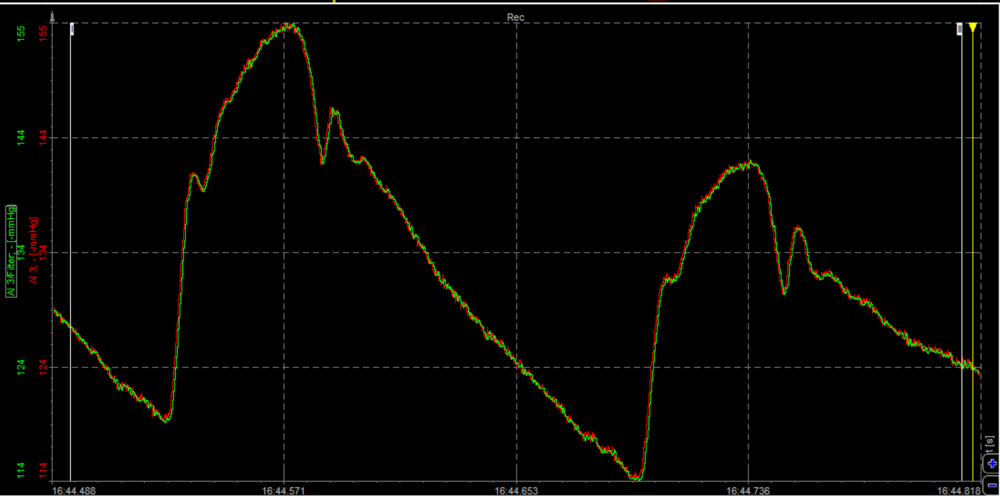 Rec
I
II
155
155
144
144
134
134
124
124
114
114
AI 3/Filter; - [-mmHg]
AI 3; - [-mmHg]
t [s]
+
−
16:44.488
16:44.571
16:44.653
16:44.736
16:44.818